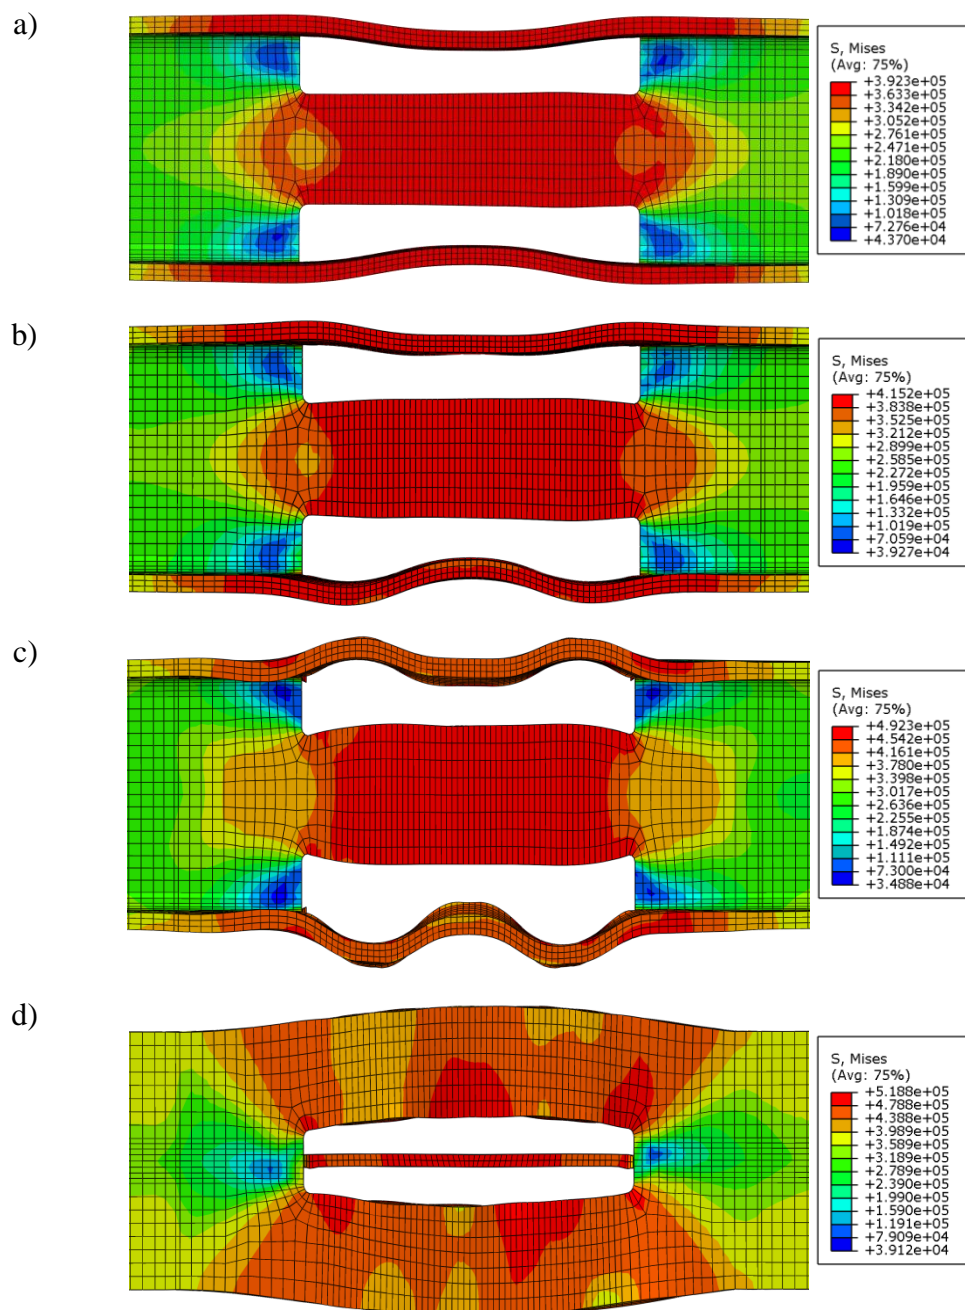 a)
S, Mises
(Avg: 75%)
+3.923e+05
+3.633e+05
+3.342e+05
+3.052e+05
+2.761e+05
+2.471e+05
+2.180e+05
+1.890e+05
+1.599e+05
+1.309e+05
+1.018e+05
+7.276e+04
+4.370e+04
b)
S, Mises
(Avg: 75%)
+4.152e+05
+3.838e+05
+3.525e+05
+3.212e+05
+2.899e+05
+2.585e+05
+2.272e+05
+1.959e+05
+1.646e+05
+1.332e+05
+1.019e+05
+7.059e+04
+3.927e+04
c)
S, Mises
(Avg: 75%)
+4.923e+05
+4.542e+05
+4.161e+05
+3.780e+05
+3.398e+05
+3.017e+05
+2.636e+05
+2.255e+05
+1.874e+05
+1.492e+05
+1.111e+05
+7.300e+04
+3.488e+04
d)
S, Mises
(Avg: 75%)
+5.188e+05
+4.788e+05
+4.388e+05
+3.989e+05
+3.589e+05
+3.189e+05
+2.789e+05
+2.390e+05
+1.990e+05
+1.590e+05
+1.191e+05
+7.909e+04
+3.912e+04